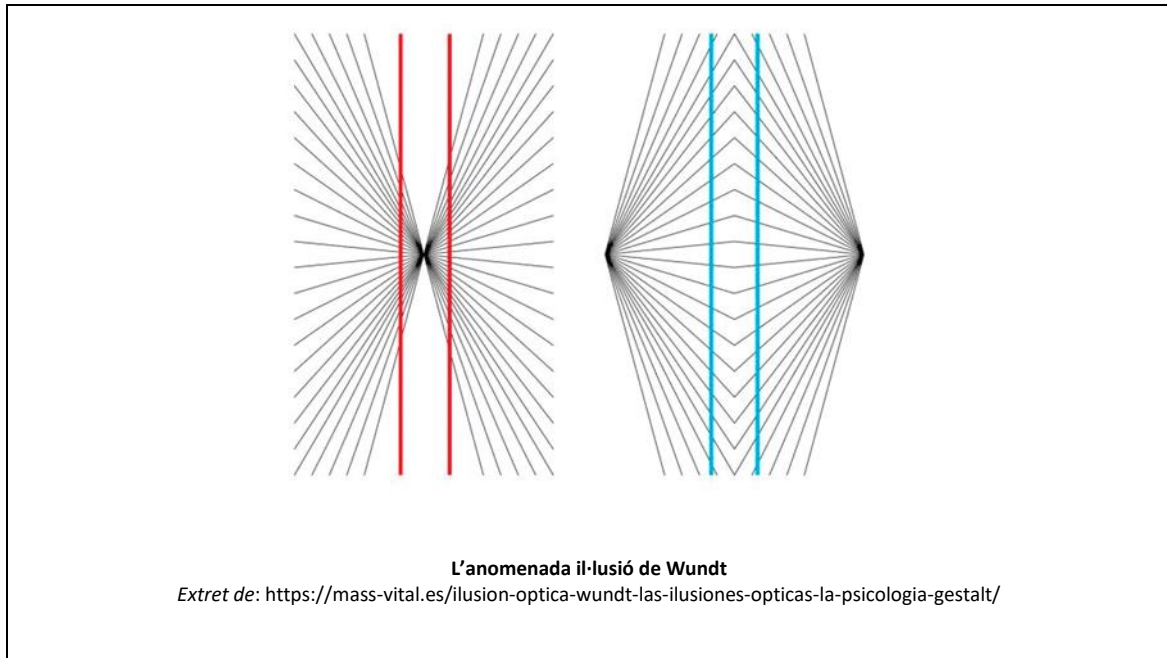 L’anomenada il·lusió de Wundt
Extret de: https://mass-vital.es/ilusion-optica-wundt-las-ilusiones-opticas-la-psicologia-gestalt/